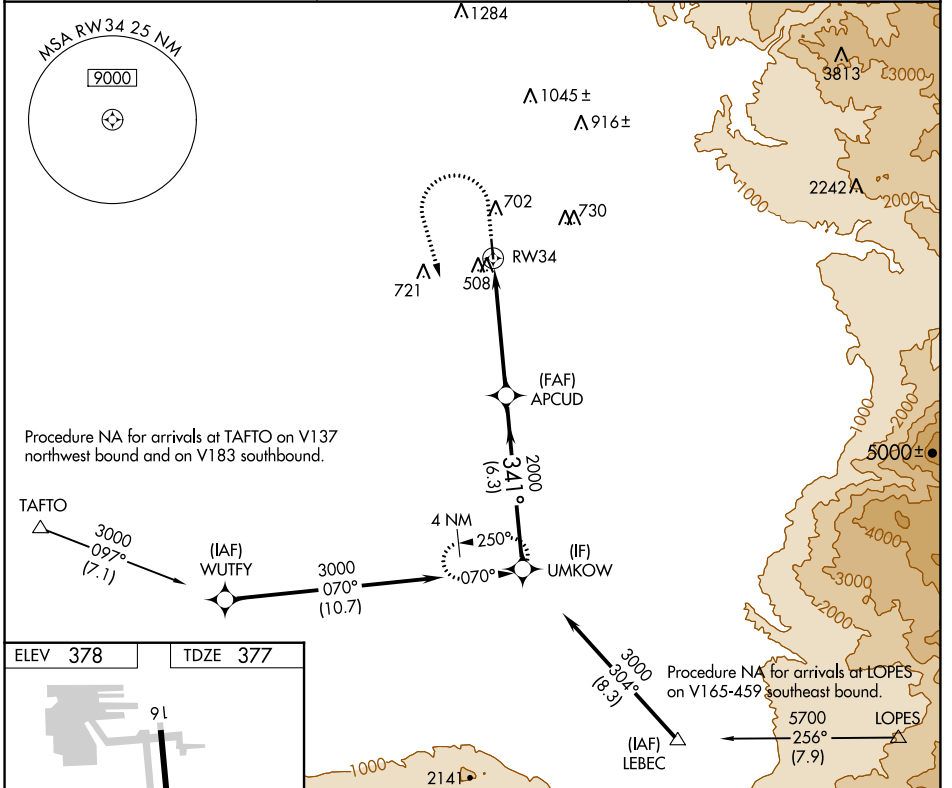 1284
MSA RW34 25 NM
9000
3813
3000
1045±
916±
1000
2242
2000
702
730
RW34
721
508
(FAF)
APCUD
1000
2000
Procedure NA for arrivals at TAFTO on V137
northwest bound and on V183 southbound.
5000±
2000
341°
(6.3)
TAFTO
3000
097°
(7.1)
4 NM
250°
4000
(IAF)
WUTFY
3000
070°
(10.7)
070°
(IF)
UMKOW
3000
2000
ELEV 378
TDZE 377
3000
304°
(8.3)
Procedure NA for arrivals at LOPES
on V165-459 southeast bound.
16
5700
256°
(7.9)
LOPES
(IAF)
LEBEC
1000
2141